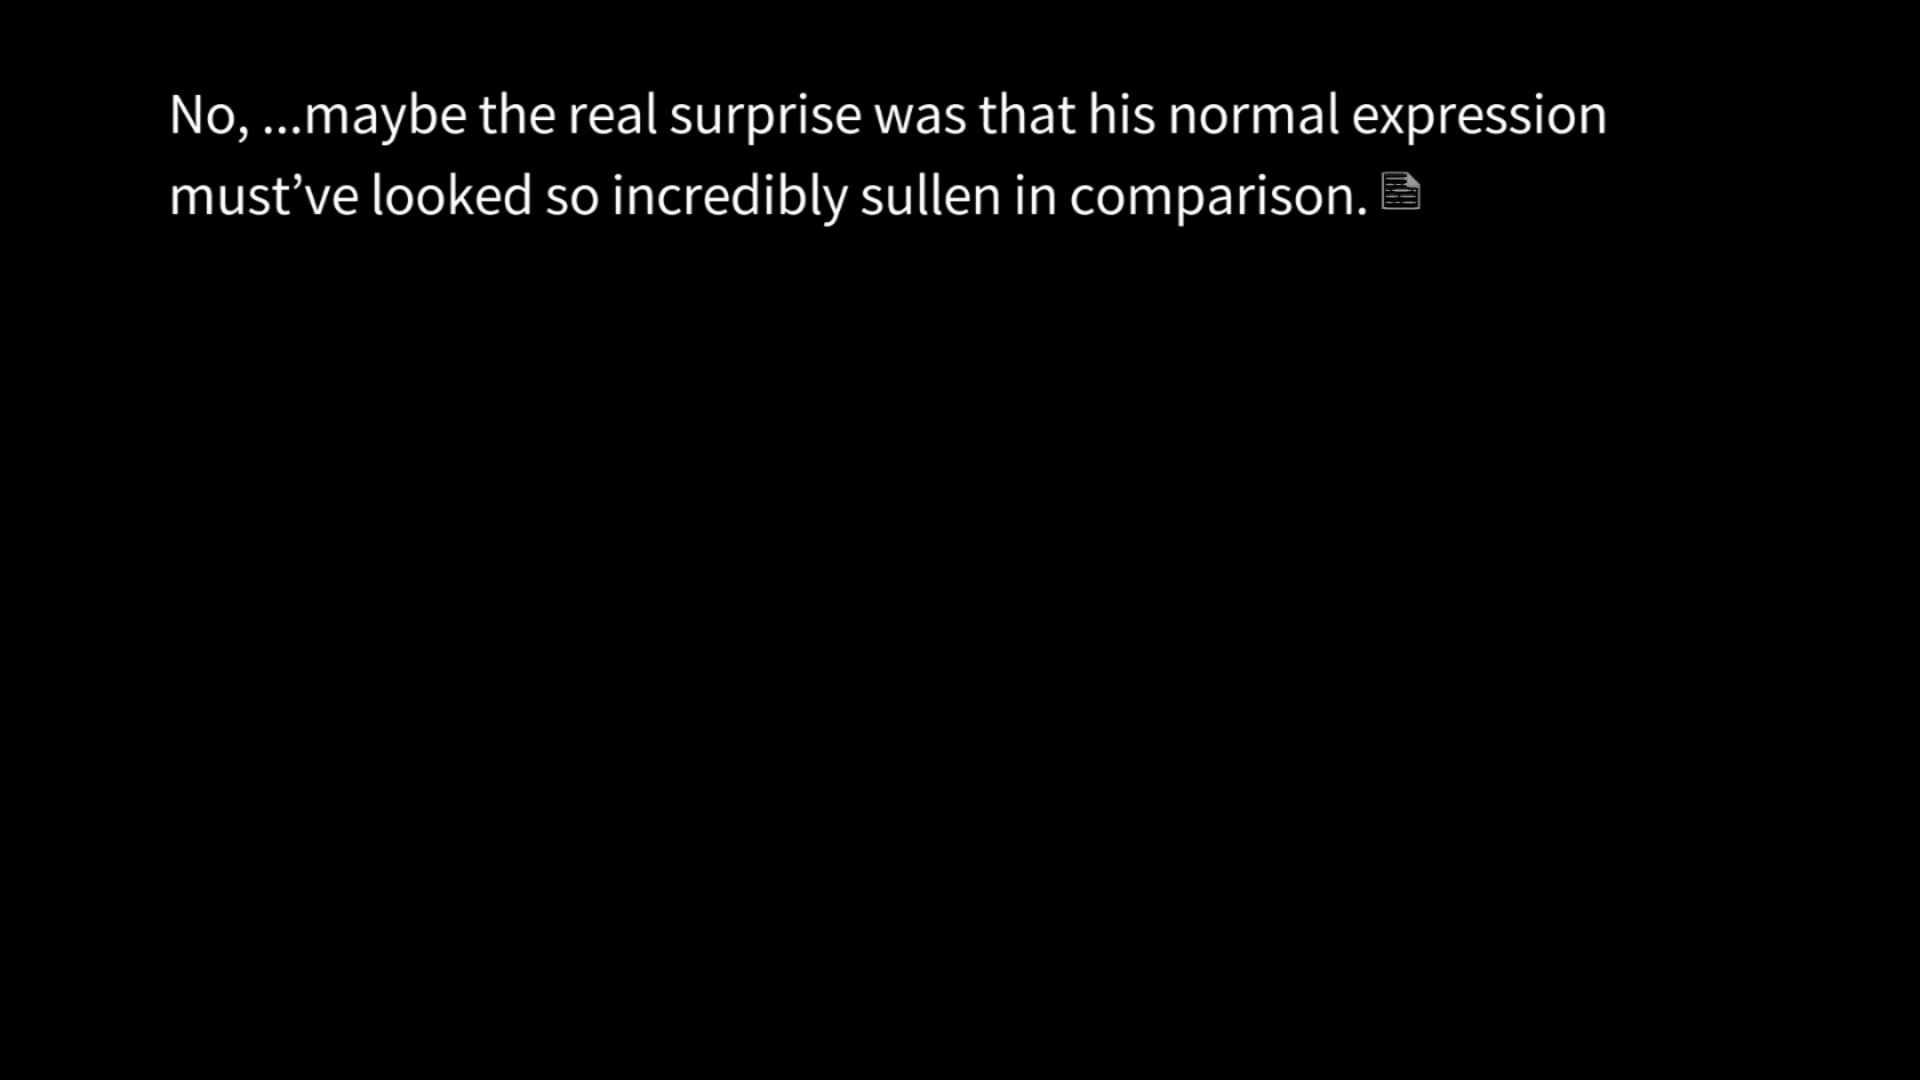 No, ...maybe the real surprise was that his normal expression
must’ve looked so incredibly sullen in comparison.